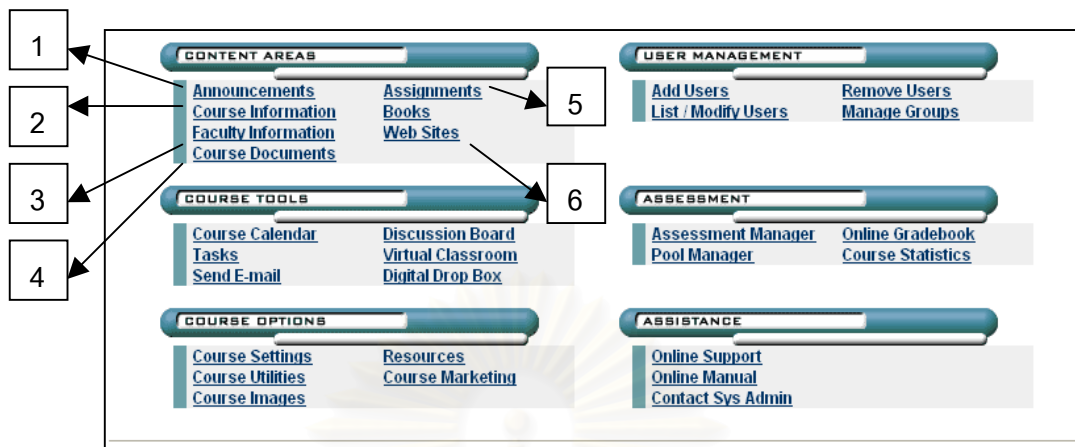 1
2
3
4
5
6
CONTENT AREAS
Announcements Assignments
Course Information Books
Faculty Information Web Sites
Course Documents
USER MANAGEMENT
Add Users Remove Users
List / Modify Users Manage Groups
COURSE TOOLS
Course Calendar Discussion Board
Tasks Virtual Classroom
Send E-mail Digital Drop Box
ASSESSMENT
Assessment Manager Online Gradebook
Pool Manager Course Statistics
COURSE OPTIONS
Course Settings Resources
Course Utilities Course Marketing
Course Images
ASSISTANCE
Online Support
Online Manual
Contact Sys Admin